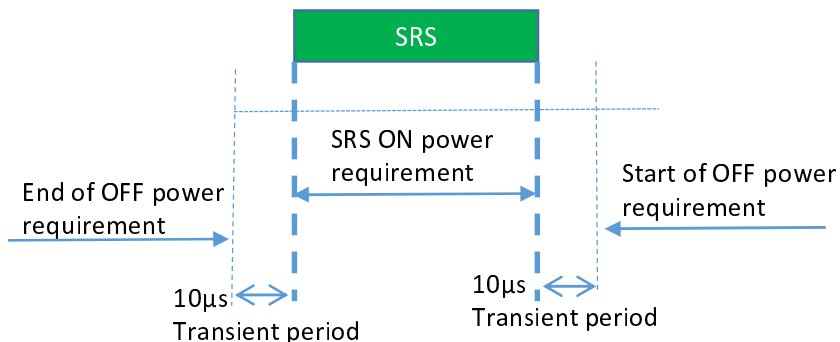 SRS
SRS ON power
requirement
End of OFF power
requirement
Start of OFF power
requirement
10μs
Transient period
10μs
Transient period